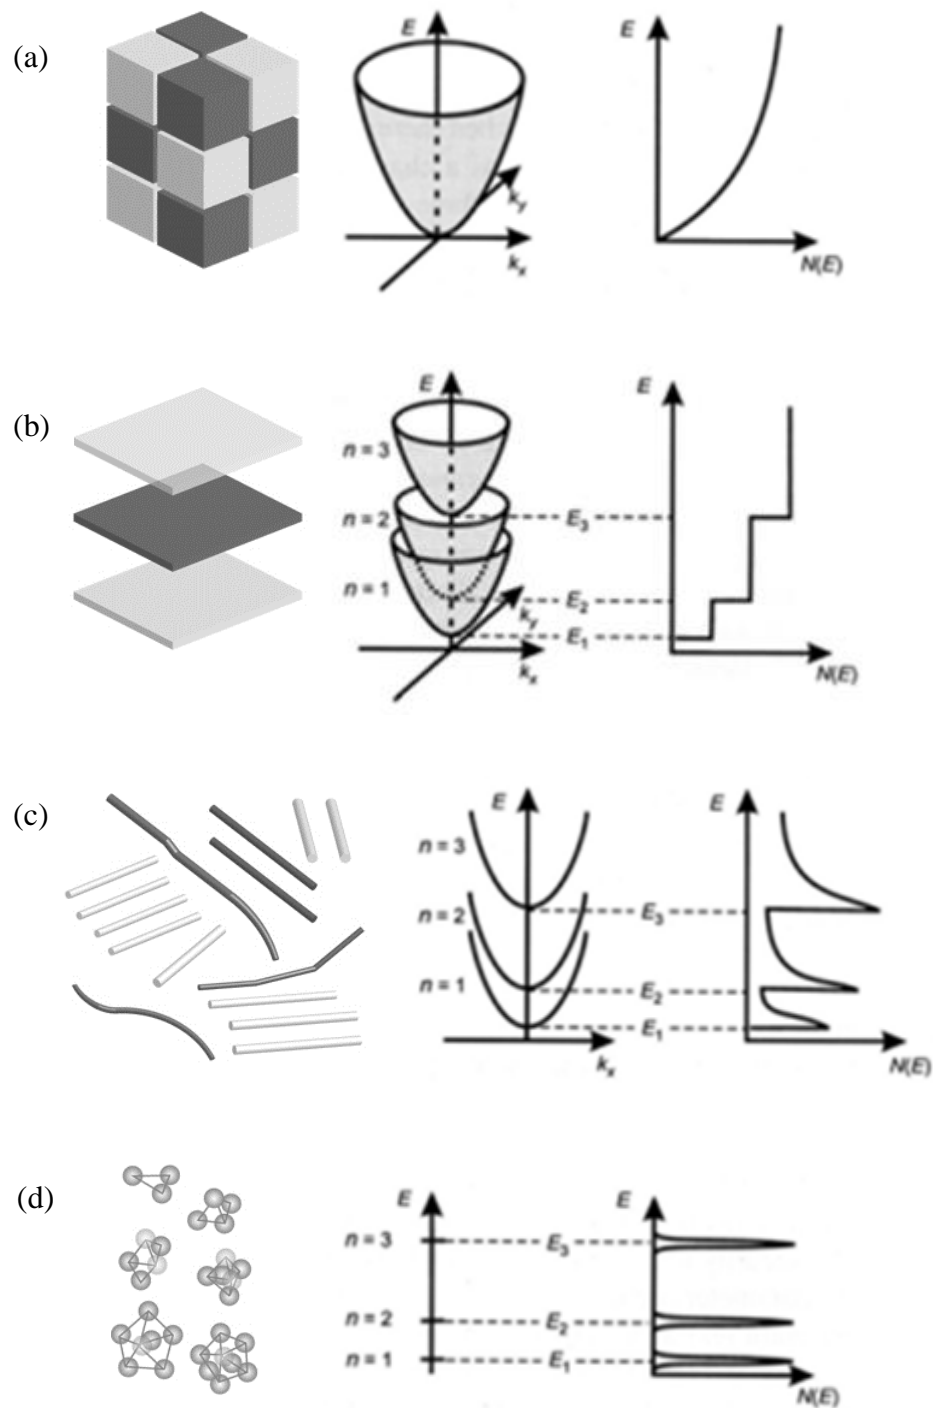 (a)
E
k_y
k_x
E
N(E)
(b)
E
n = 3
n = 2
n = 1
k_y
k_x
E_3
E_2
E_1
E
N(E)
(c)
E
n = 3
n = 2
n = 1
k_x
E_3
E_2
E_1
E
N(E)
(d)
E
n = 3
n = 2
n = 1
E_3
E_2
E_1
E
N(E)